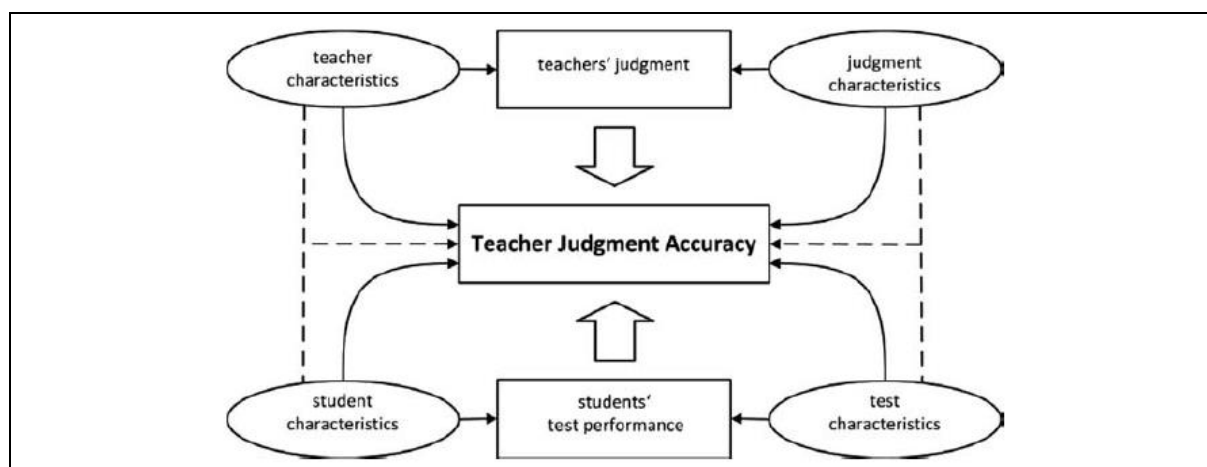 teacher
characteristics
teachers‘ judgment
judgment
characteristics
Teacher Judgment Accuracy
student
characteristics
students‘
test performance
test
characteristics